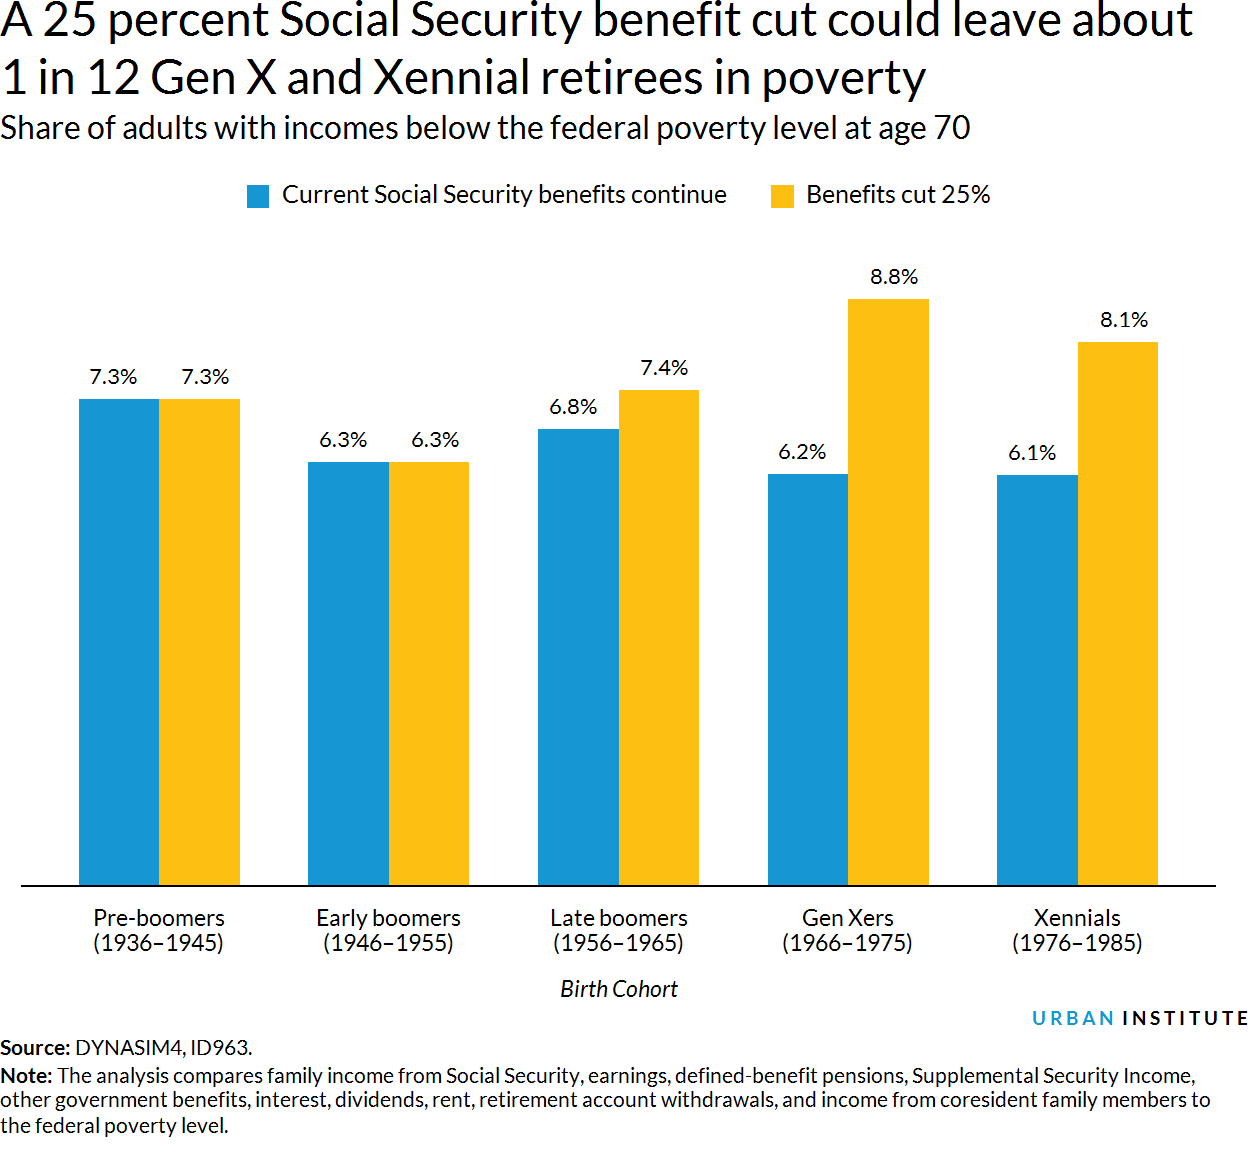 A 25 percent Social Security benefit cut could leave about
1 in 12 Gen X and Xennial retirees in poverty
Share of adults with incomes below the federal poverty level at age 70
Current Social Security benefits continue
Benefits cut 25%
7.3%
7.3%
6.3%
6.3%
6.8%
7.4%
6.2%
8.8%
6.1%
8.1%
Pre-boomers
(1936–1945)
Early boomers
(1946–1955)
Late boomers
(1956–1965)
Gen Xers
(1966–1975)
Xennials
(1976–1985)
Birth Cohort
URBAN INSTITUTE
Source: DYNASIM4, ID963.
Note: The analysis compares family income from Social Security, earnings, defined-benefit pensions, Supplemental Security Income,
other government benefits, interest, dividends, rent, retirement account withdrawals, and income from coresident family members to
the federal poverty level.